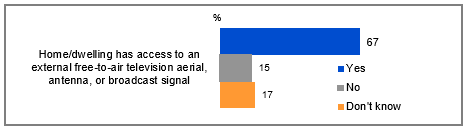 %
Home/dwelling has access to an
external free-to-air television aerial,
antenna, or broadcast signal
67
15
17
Yes
No
Don't know